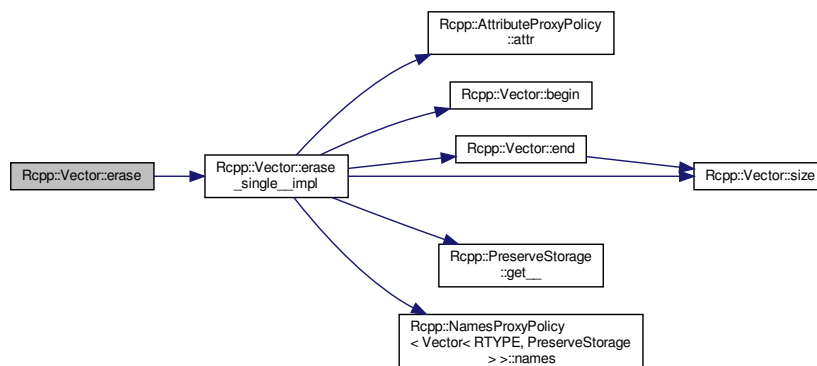 Rcpp::AttributeProxyPolicy
::attr
Rcpp::Vector::begin
Rcpp::Vector::end
Rcpp::Vector::erase
Rcpp::Vector::erase
_single__impl
Rcpp::Vector::size
Rcpp::PreserveStorage
::get__
Rcpp::NamesProxyPolicy
< Vector< RTYPE, PreserveStorage
> >::names